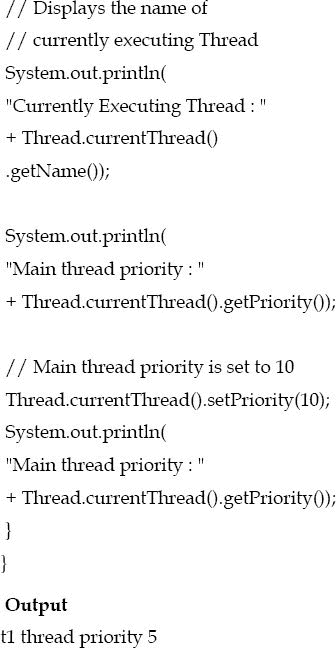 // Displays the name of
// currently executing Thread
System.out.println(
"Currently Executing Thread : "
+ Thread.currentThread()
.getName());
System.out.println(
"Main thread priority : "
+ Thread.currentThread().getPriority());
// Main thread priority is set to 10
Thread.currentThread().setPriority(10);
System.out.println(
"Main thread priority : "
+ Thread.currentThread().getPriority());
}
}
Output
t1 thread priority 5